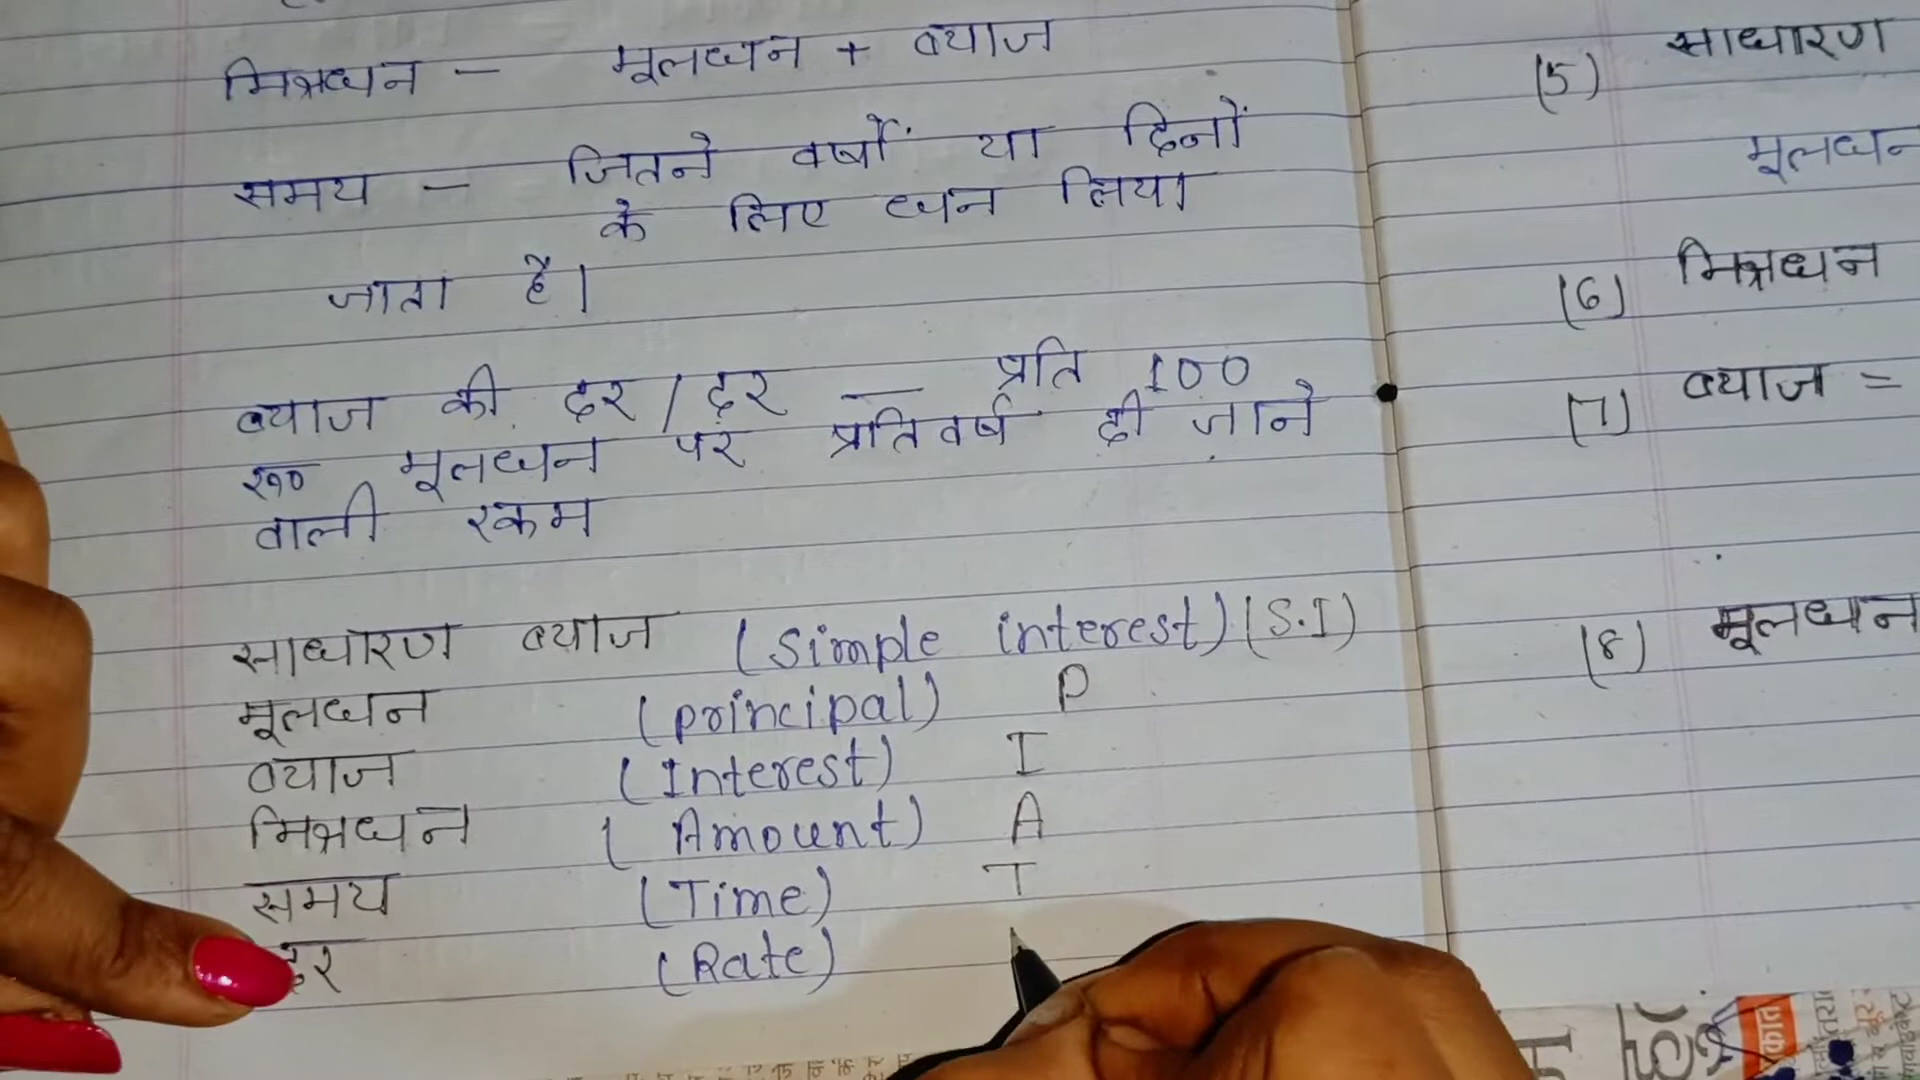 मिश्रधन - मूलधन + ब्याज
समय - जितने वर्षों या दिनों
के लिए धन लिया
जाता है।
ब्याज की दर / दर - प्रति 100
रु० मूलधन पर प्रतिवर्ष दी जाने
वाली रकम
साधारण ब्याज (Simple interest) (S.I)
मूलधन (principal) P
ब्याज (Interest) I
मिश्रधन (Amount) A
समय (Time) T
दर (Rate)
(5) साधारण
मूलधन
(6) मिश्रधन
(7) ब्याज =
(8) मूलधन